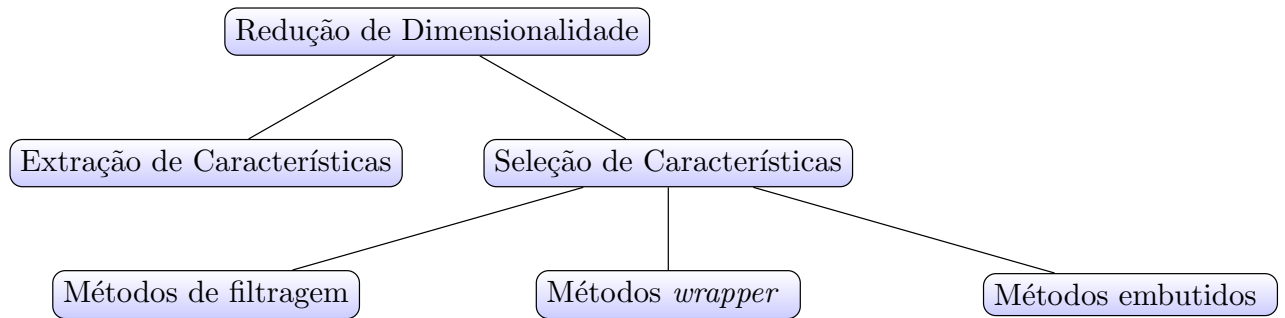 Redução de Dimensionalidade
Extração de Características
Seleção de Características
Métodos de filtragem
Métodos wrapper
Métodos embutidos